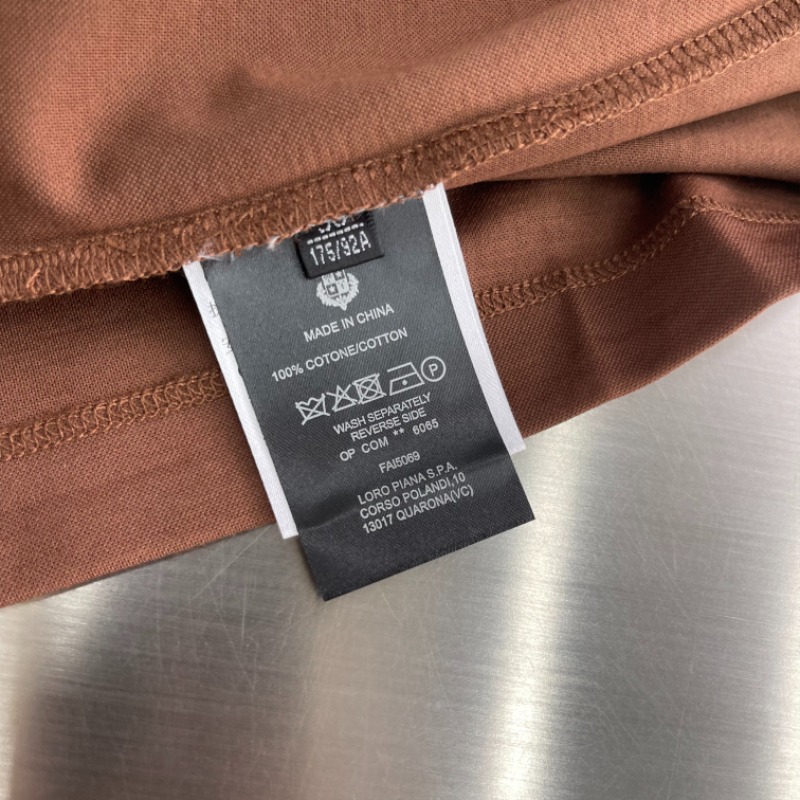 175/92A
MADE IN CHINA
100% COTONE/COTTON
P
WASH SEPARATELY
REVERSE SIDE
OP COM ** 6065
FAI5069
LORO PIANA S.P.A.
CORSO POLANDI,10
13017 QUARONA(VC)